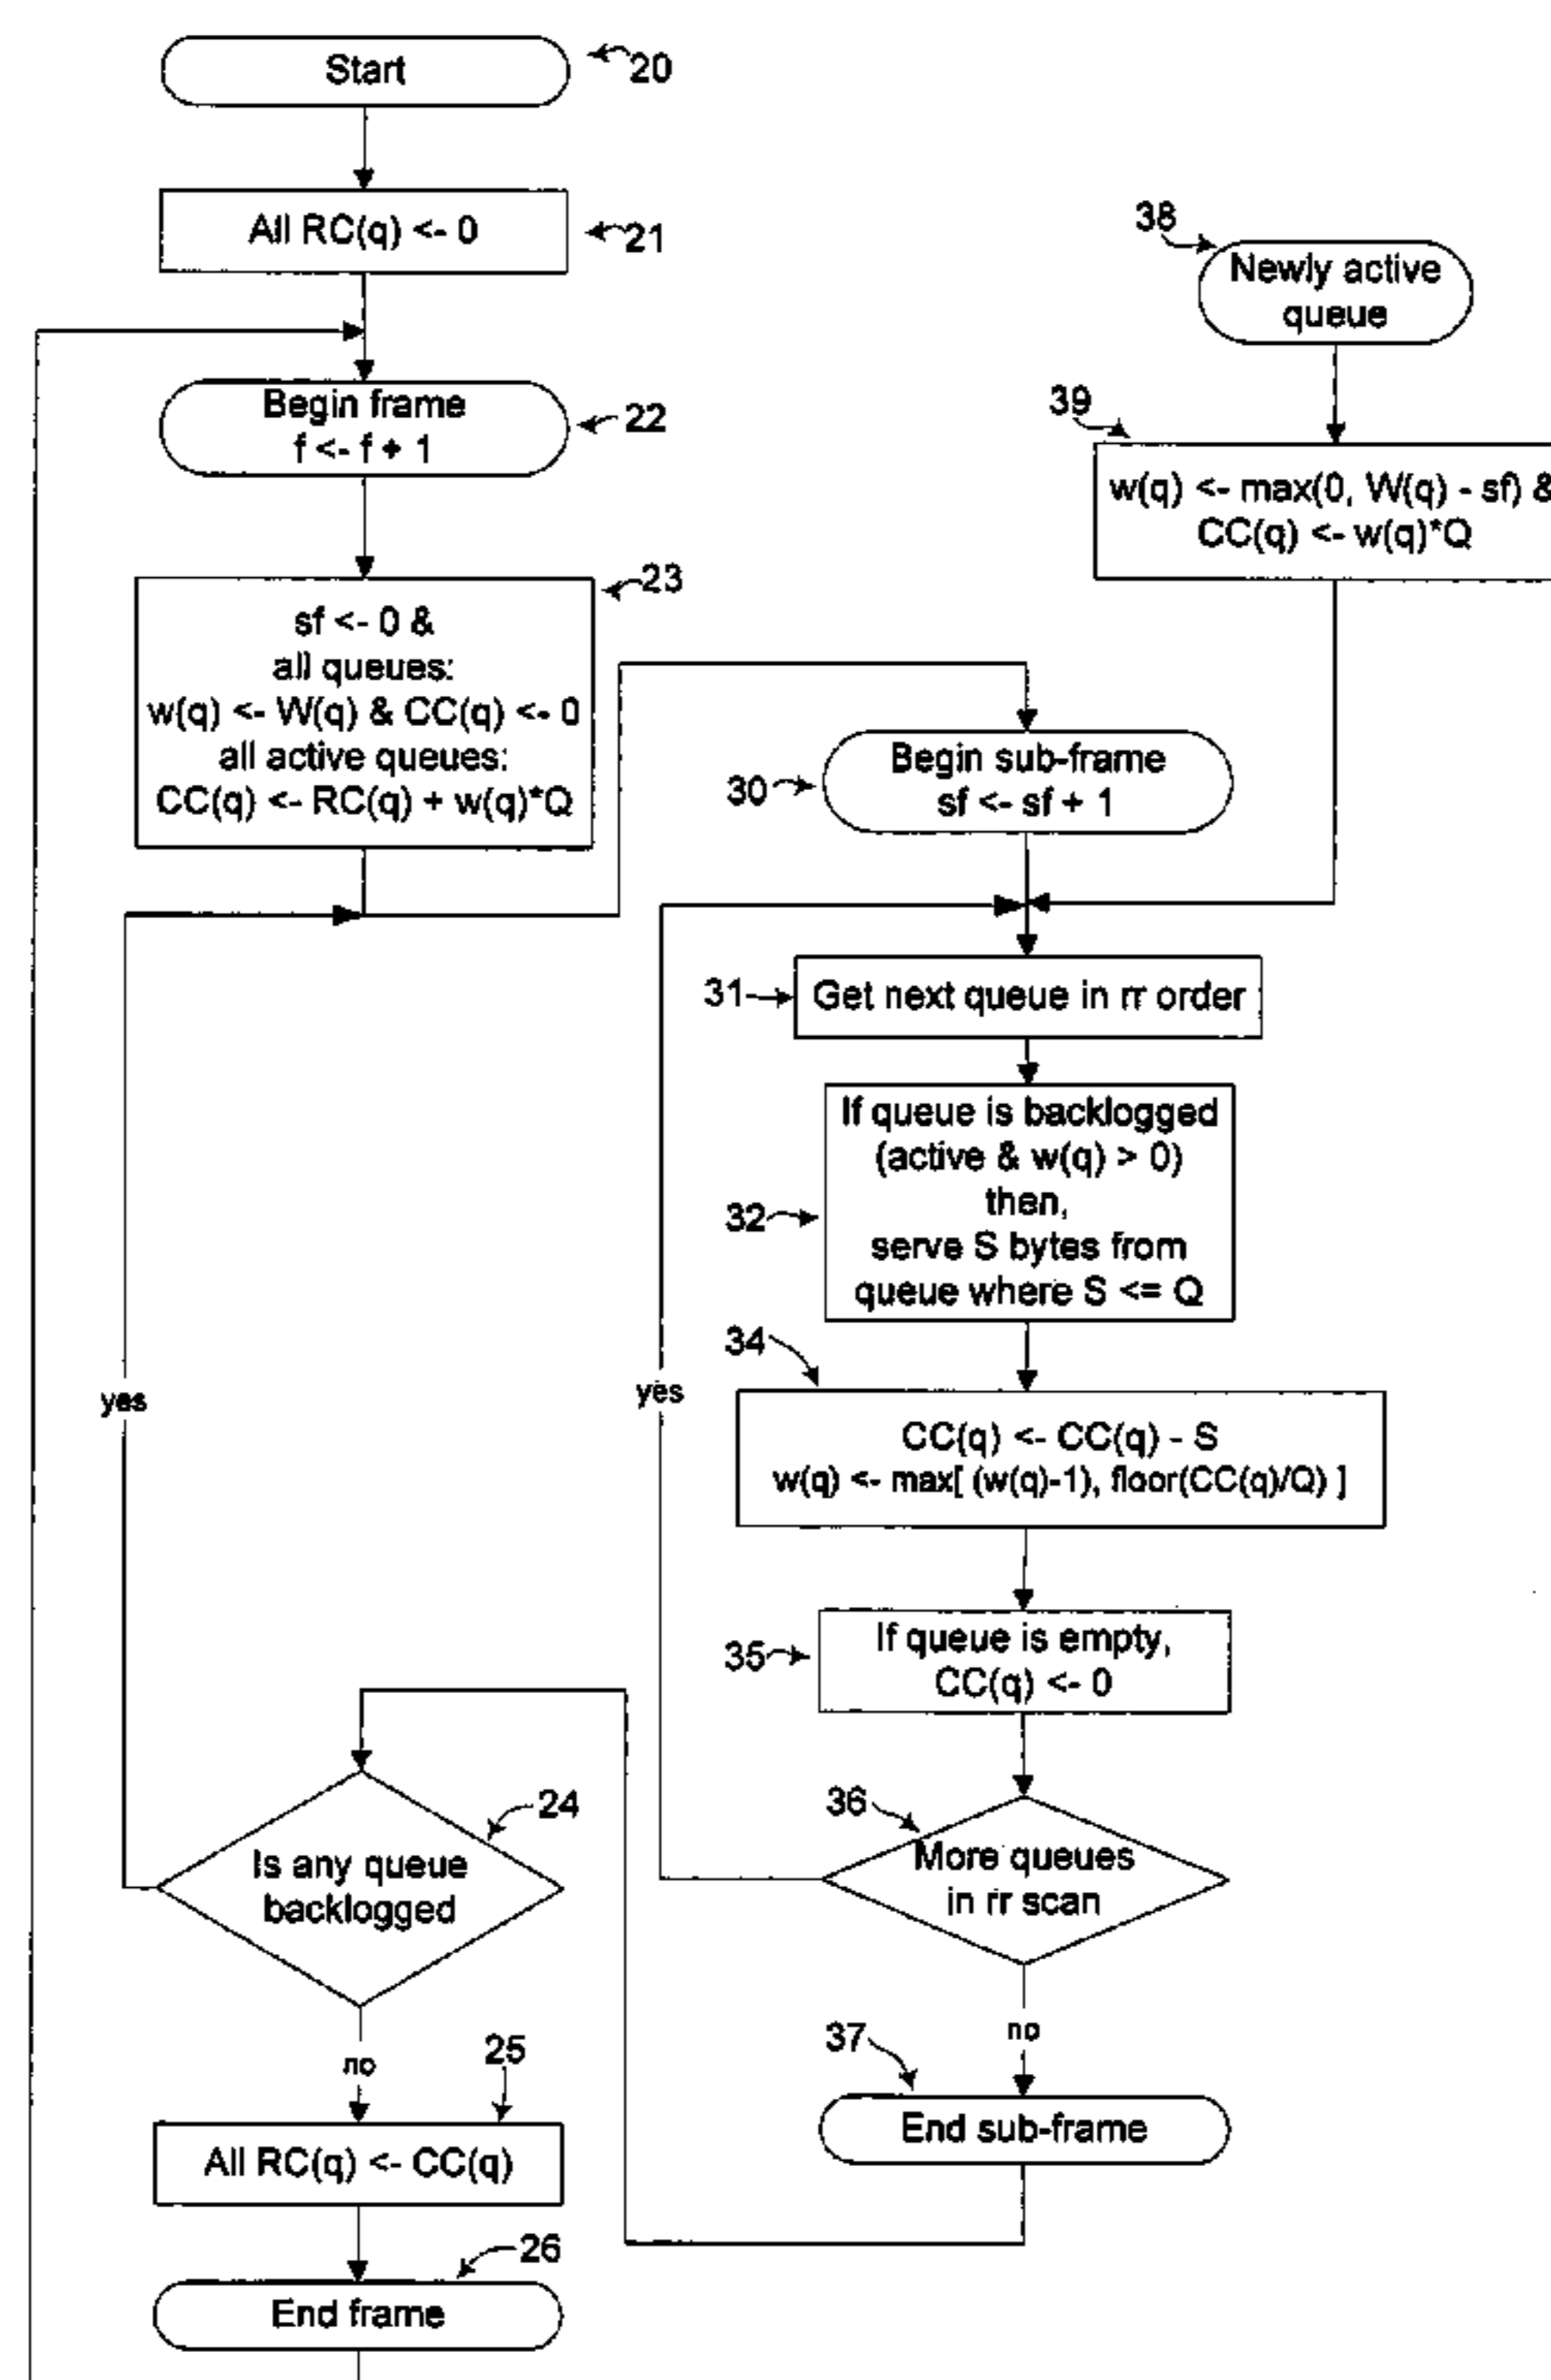 Start
20
All RC(q) <- 0
21
Begin frame
f <- f + 1
22
sf <- 0 &
all queues:
w(q) <- W(q) & CC(q) <- 0
all active queues:
CC(q) <- RC(q) + w(q)*Q
23
38
Newly active
queue
39
w(q) <- max(0, W(q) - sf) &
CC(q) <- w(q)*Q
30
Begin sub-frame
sf <- sf + 1
31
Get next queue in rr order
32
If queue is backlogged
(active & w(q) > 0)
then,
serve S bytes from
queue where S <= Q
34
CC(q) <- CC(q) - S
w(q) <- max[ (w(q)-1), floor(CC(q)/Q) ]
35
If queue is empty,
CC(q) <- 0
36
More queues
in rr scan
yes
no
37
End sub-frame
24
Is any queue
backlogged
yes
no
25
All RC(q) <- CC(q)
26
End frame